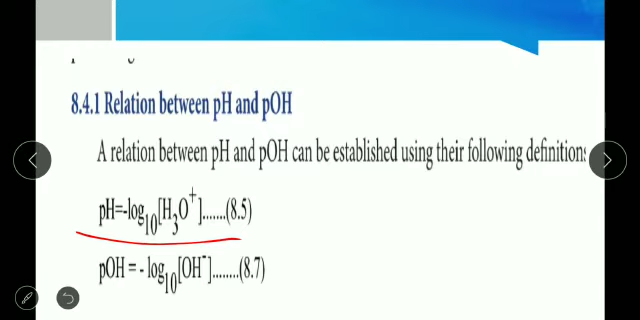 8.4.1 Relation between pH and pOH
A relation between pH and pOH can be established using their following definitions
pH=-log₁₀[H₃O⁺].......(8.5)
pOH = - log₁₀[OH⁻]........(8.7)